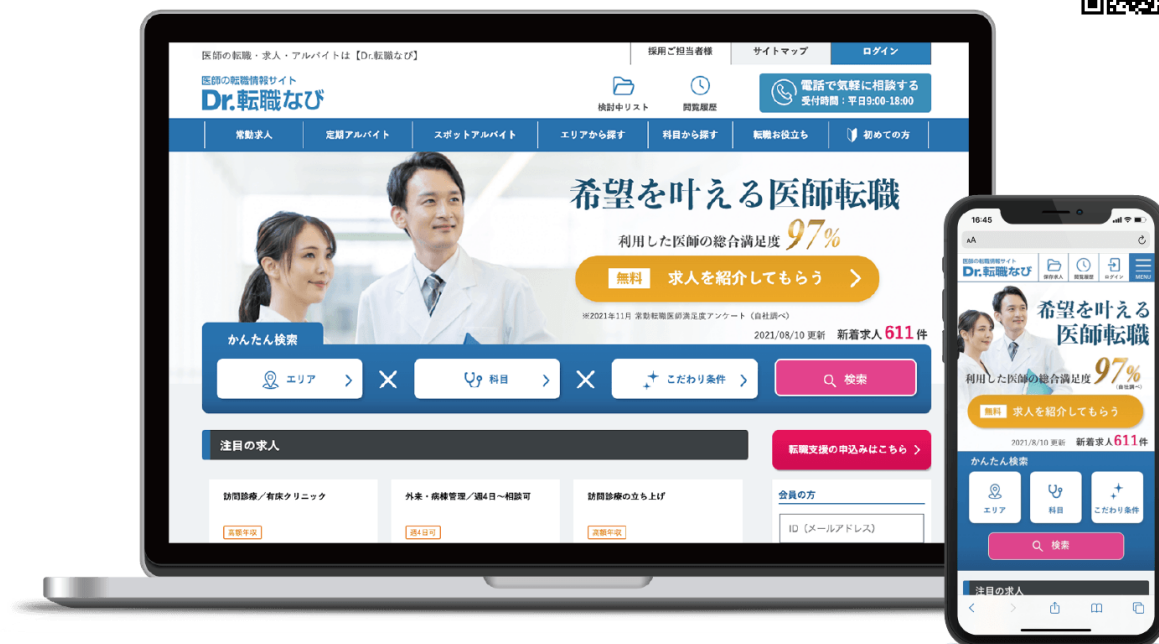 医師の転職・求人・アルバイトは【Dr.転職なび】
採用ご担当者様
サイトマップ
ログイン
医師の転職情報サイト
Dr.転職なび
検討中リスト
閲覧履歴
電話で気軽に相談する
受付時間：平日9:00-18:00
常勤求人
定期アルバイト
スポットアルバイト
エリアから探す
科目から探す
転職お役立ち
初めての方
希望を叶える医師転職
利用した医師の総合満足度 97%
無料 求人を紹介してもらう
※2021年11月 常勤転職医師満足度アンケート（自社調べ）
2021/08/10 更新 新着求人 611 件
かんたん検索
エリア
科目
こだわり条件
検索
注目の求人
転職支援の申込みはこちら
訪問診療／有床クリニック
高額年収
外来・病棟管理／週4日～相談可
週4日可
訪問診療の立ち上げ
高額年収
会員の方
ID（メールアドレス）
16:45
AA
医師の転職情報サイト
Dr.転職なび
保存求人
閲覧履歴
ログイン
MENU
希望を叶える
医師転職
利用した医師の総合満足度 97%
（自社調べ）
無料 求人を紹介してもらう
2021/8/10 更新 新着求人611件
かんたん検索
エリア
科目
こだわり条件
検索
注目の求人